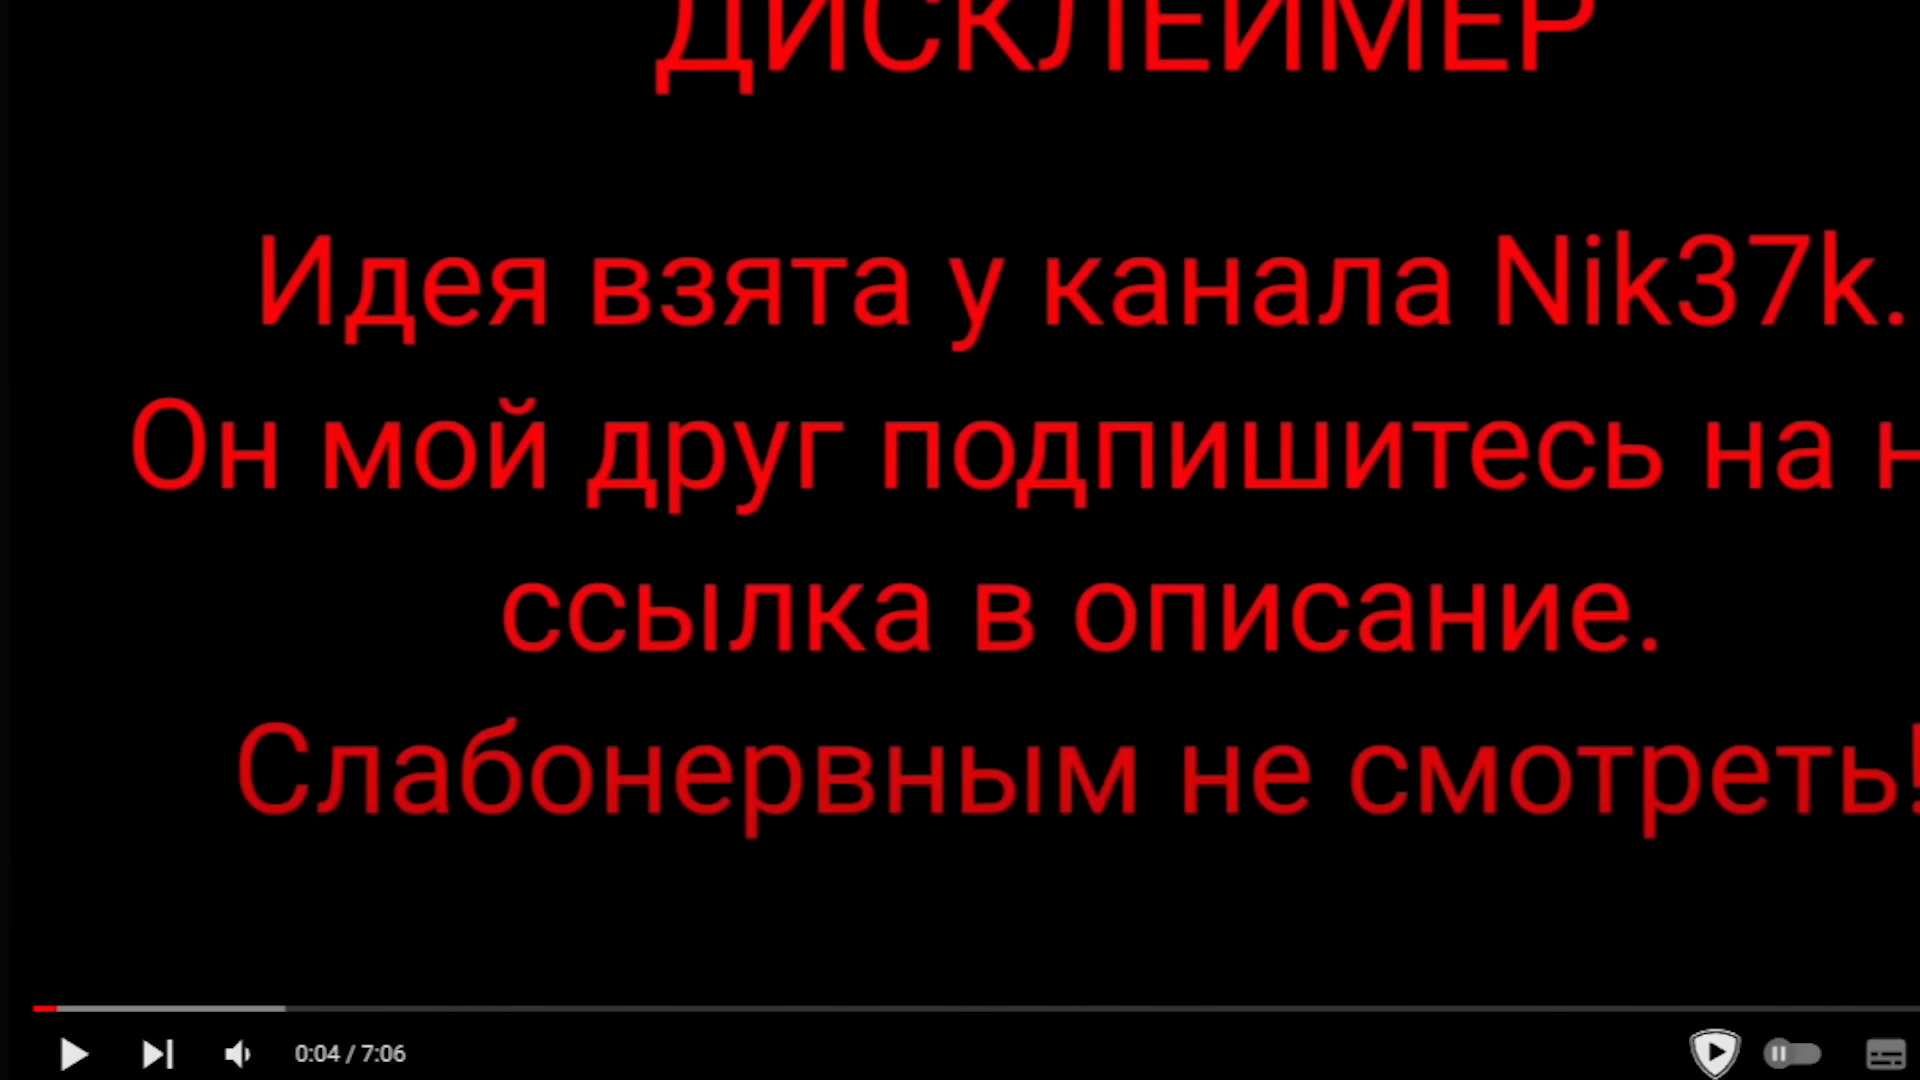 ДИСКЛЕЙМЕР
Идея взята у канала Nik37k.
Он мой друг подпишитесь на
ссылка в описание.
Слабонервным не смотреть!
0:04 / 7:06